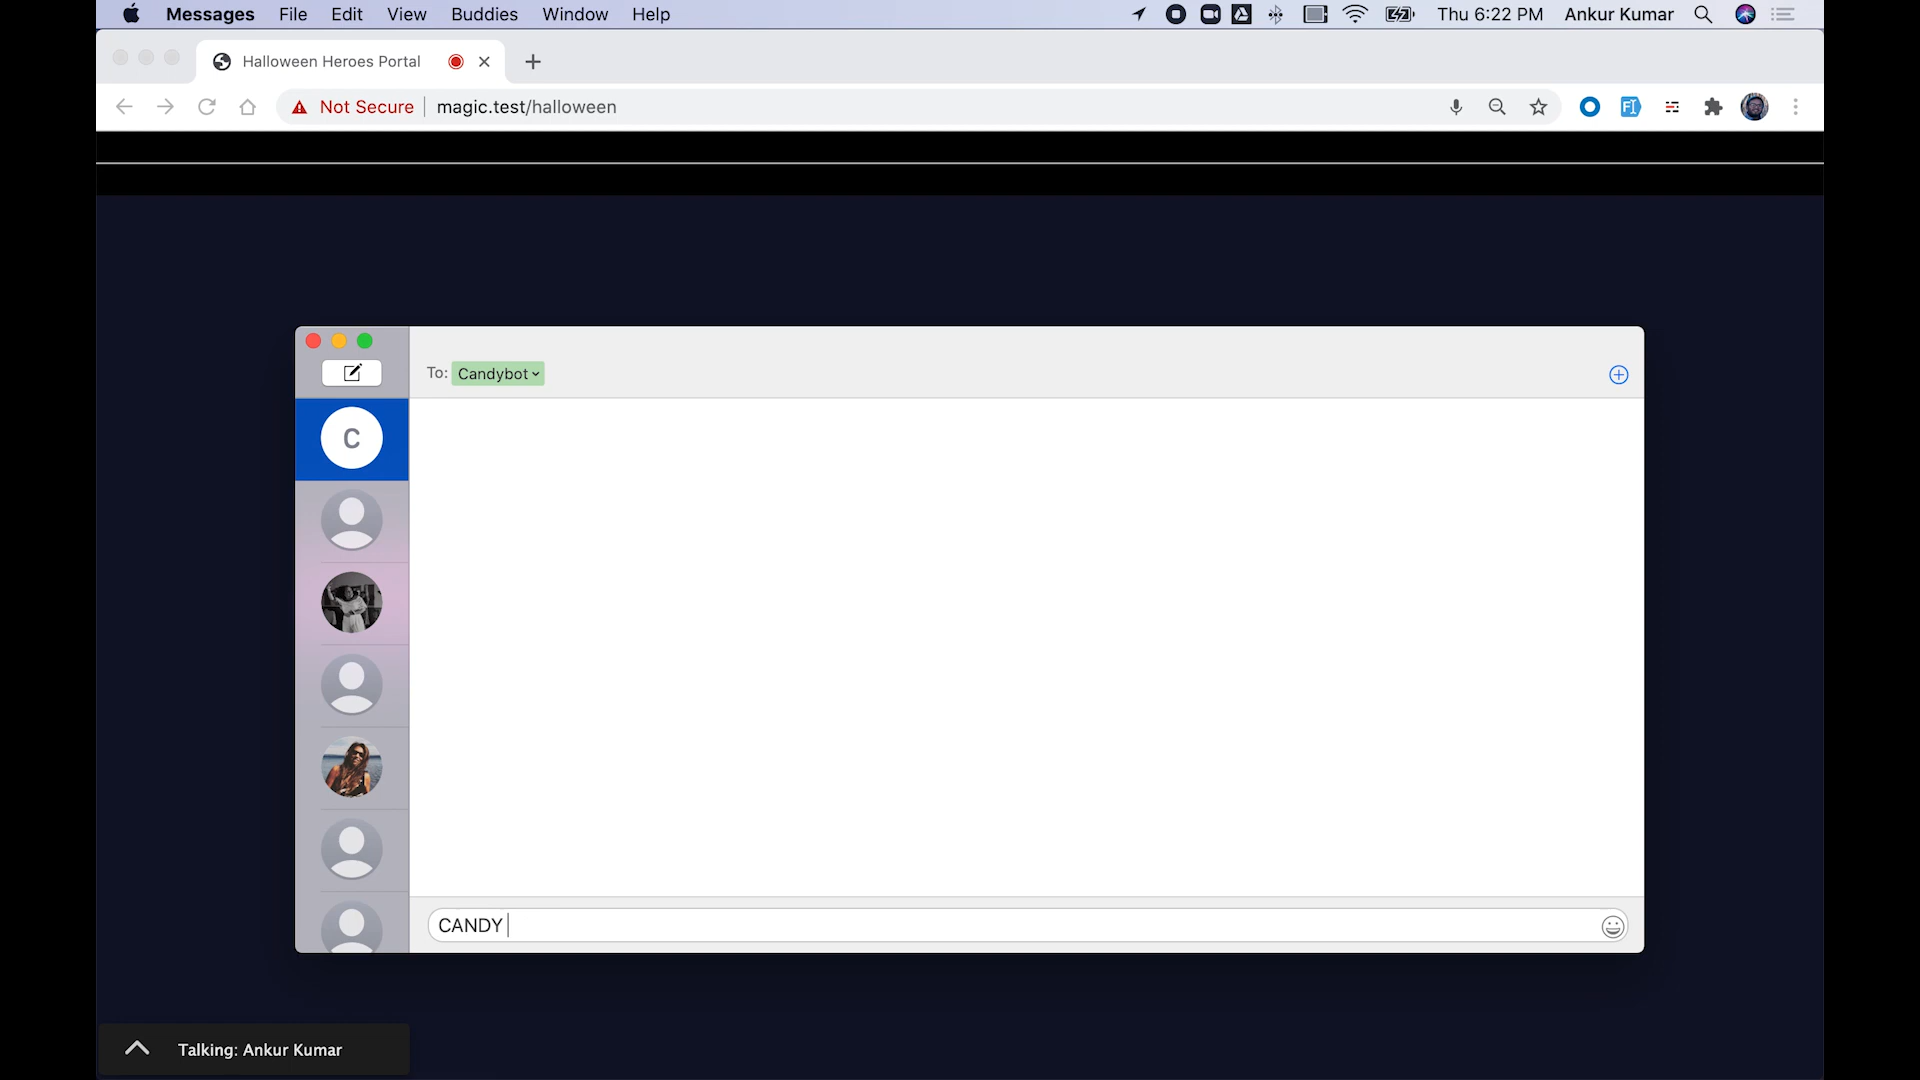 Messages File Edit View Buddies Window Help Thu 6:22 PM Ankur Kumar
Halloween Heroes Portal
Not Secure magic.test/halloween
To: Candybot
C
CANDY
Talking: Ankur Kumar